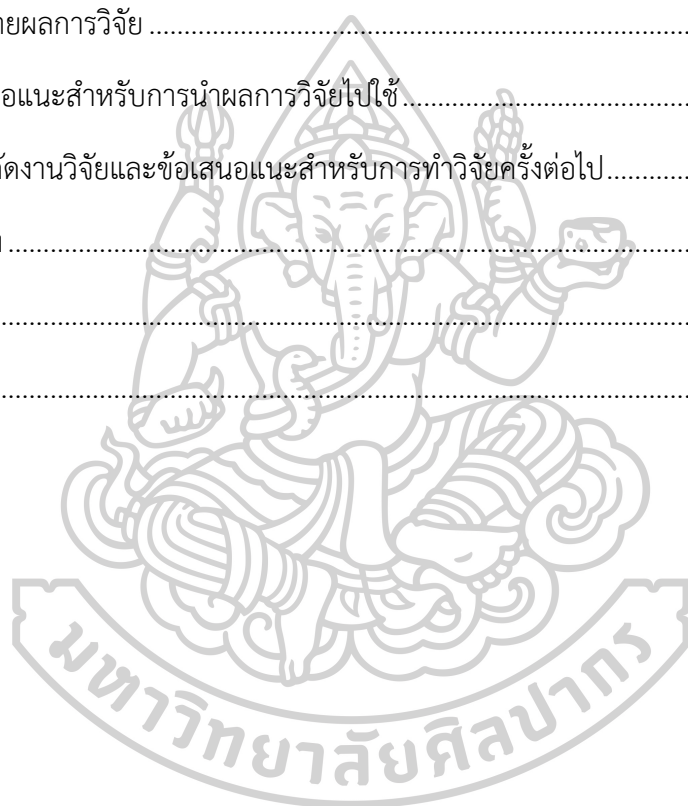 ายผลการวิจัย ........................................................................
อแนะสำหรับการนำผลการวิจัยไปใช้ ........................................
ัดงานวิจัยและข้อเสนอแนะสำหรับการทำวิจัยครั้งต่อไป ............
................................................................................
................................................................................
................................................................................
มหาวิทยาลัยศิลปากร